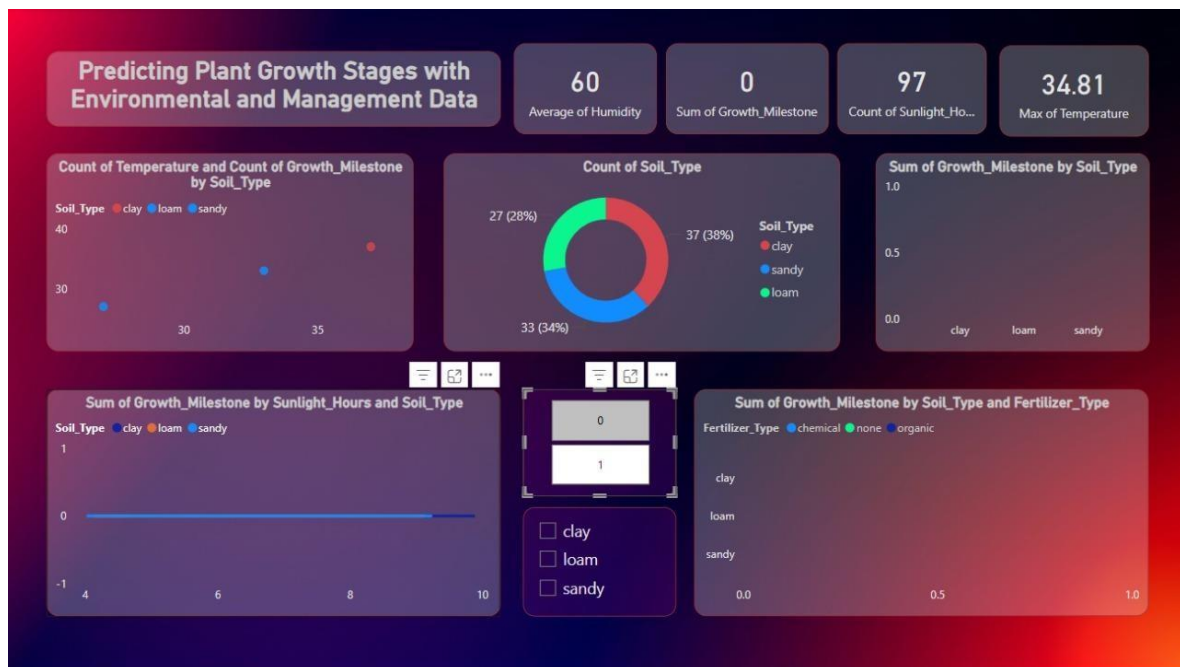 Predicting Plant Growth Stages with
Environmental and Management Data
60
Average of Humidity
0
Sum of Growth_Milestone
97
Count of Sunlight_Ho...
34.81
Max of Temperature
Count of Temperature and Count of Growth_Milestone
by Soil_Type
Soil_Type clay loam sandy
40
30
30 35
Count of Soil_Type
27 (28%)
37 (38%)
33 (34%)
Soil_Type
clay
sandy
loam
Sum of Growth_Milestone by Soil_Type
1.0
0.5
0.0
clay loam sandy
Sum of Growth_Milestone by Sunlight_Hours and Soil_Type
Soil_Type clay loam sandy
1
0
-1
4 6 8 10
0
1
clay
loam
sandy
Sum of Growth_Milestone by Soil_Type and Fertilizer_Type
Fertilizer_Type chemical none organic
clay
loam
sandy
0.0 0.5 1.0